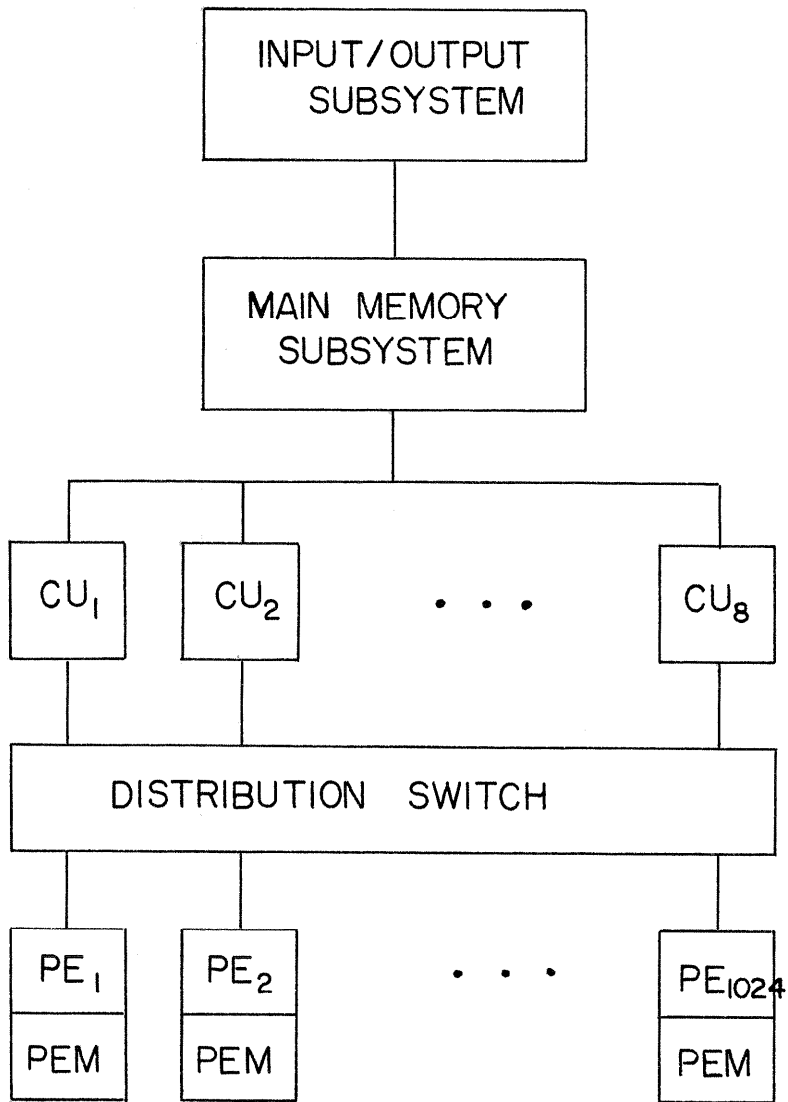 INPUT/OUTPUT
SUBSYSTEM
MAIN MEMORY
SUBSYSTEM
CU₁ CU₂ . . . CU₈
DISTRIBUTION SWITCH
PE₁ PE₂ . . . PE₁₀₂₄
PEM PEM PEM